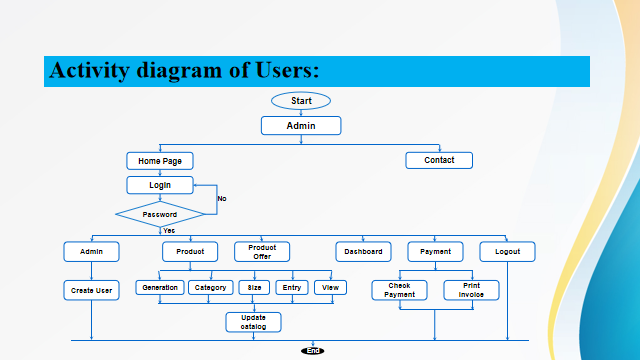 Activity diagram of Users:
Start
Admin
Home Page
Contact
Login
No
Password
Yes
Admin
Product
Product
Offer
Dashboard
Payment
Logout
Create User
Generation
Category
Size
Entry
View
Check
Payment
Print
Invoice
Update
catalog
End